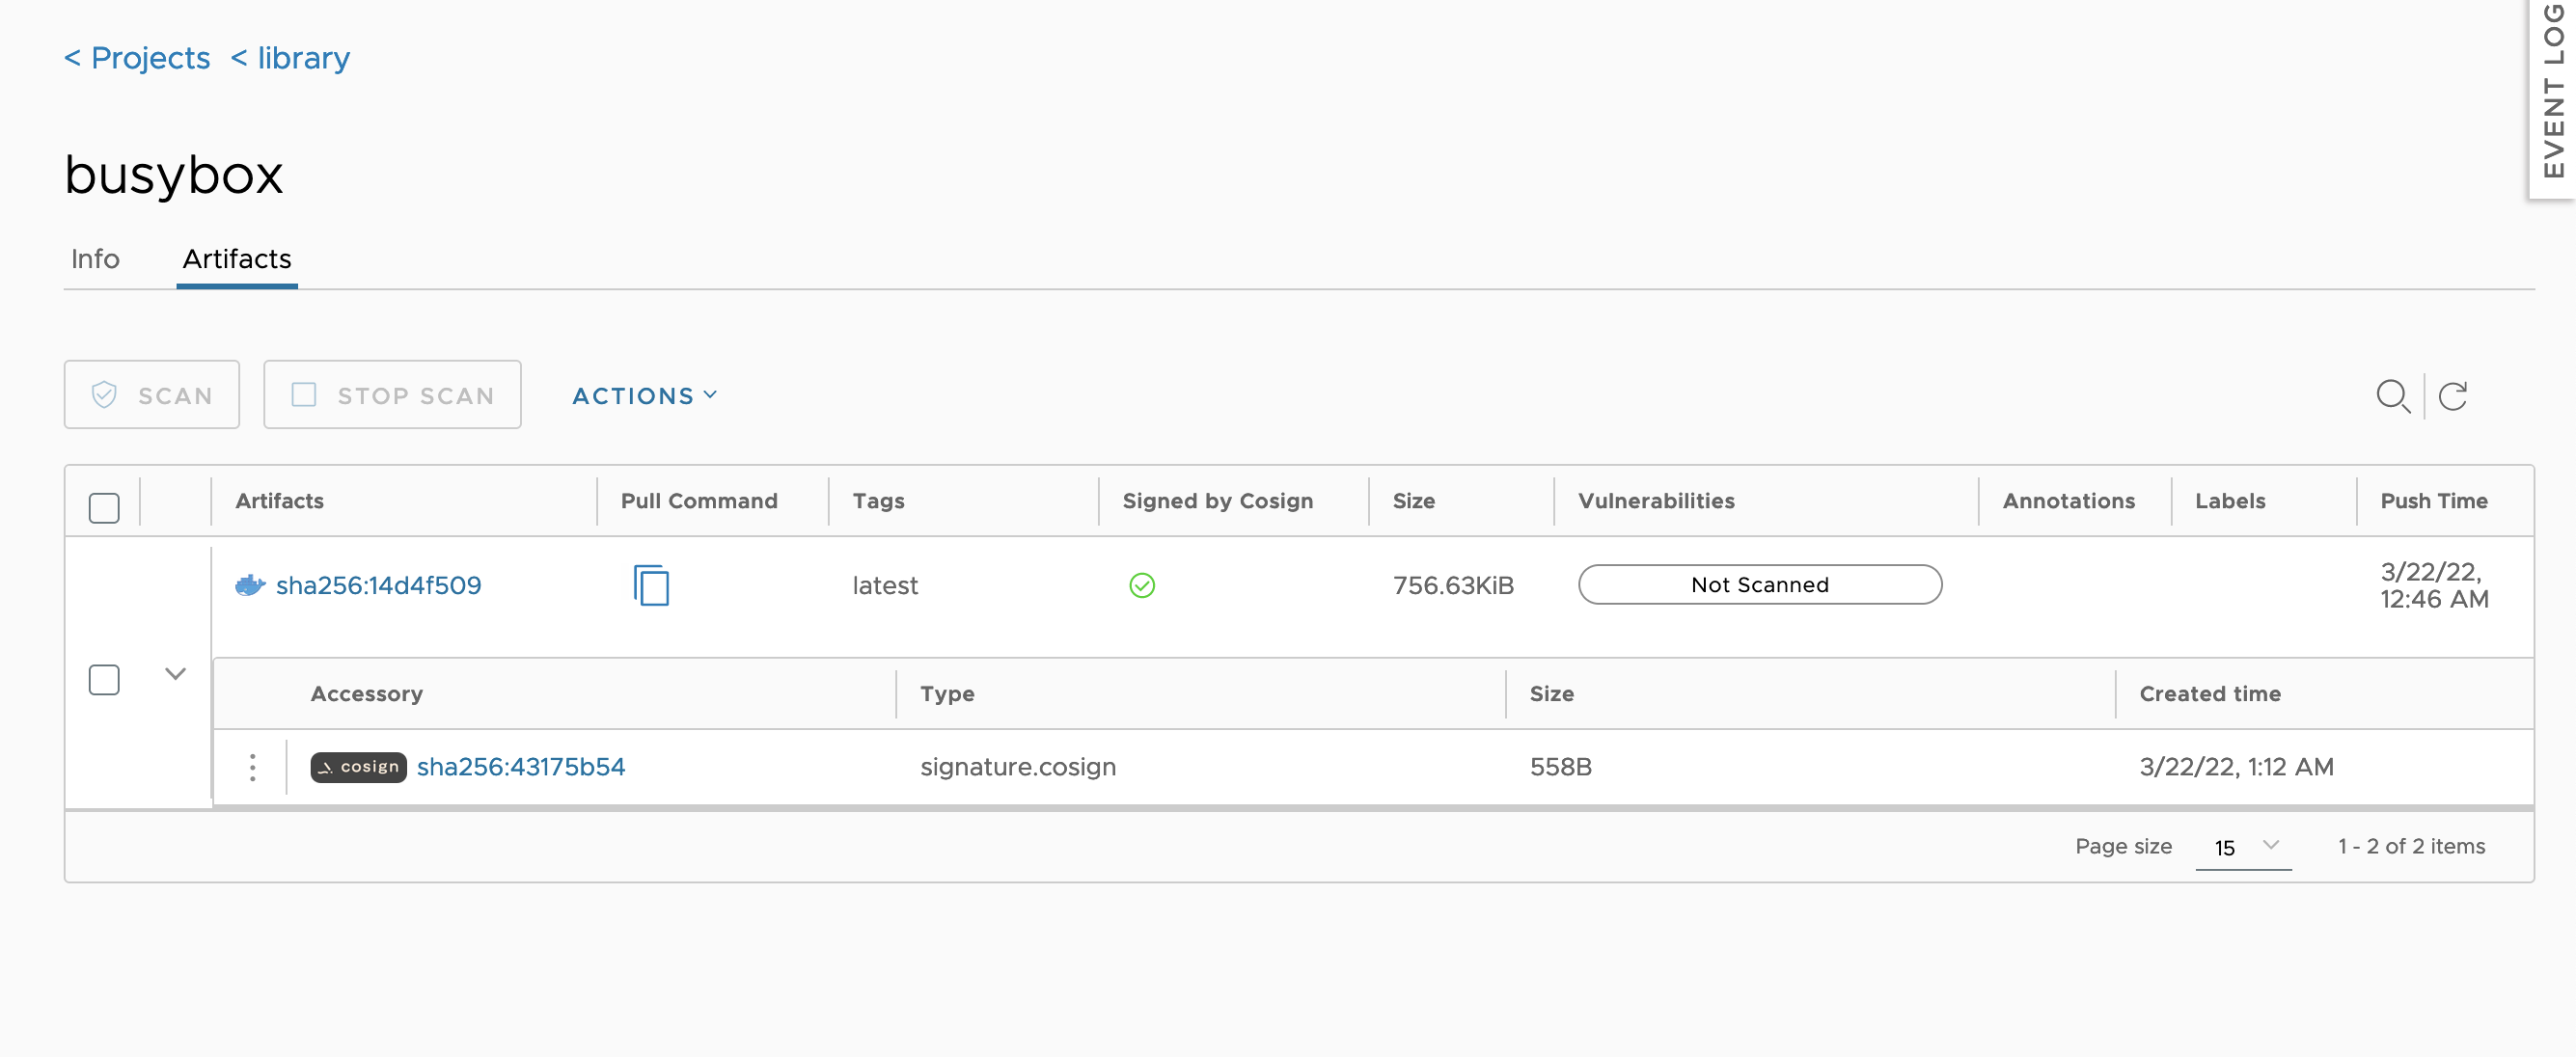 < Projects < library
EVENT LOG
busybox
Info Artifacts
SCAN STOP SCAN ACTIONS
Artifacts Pull Command Tags Signed by Cosign Size Vulnerabilities Annotations Labels Push Time
sha256:14d4f509 latest 756.63KiB Not Scanned 3/22/22,
12:46 AM
Accessory Type Size Created time
cosign sha256:43175b54 signature.cosign 558B 3/22/22, 1:12 AM
Page size 15 1 - 2 of 2 items